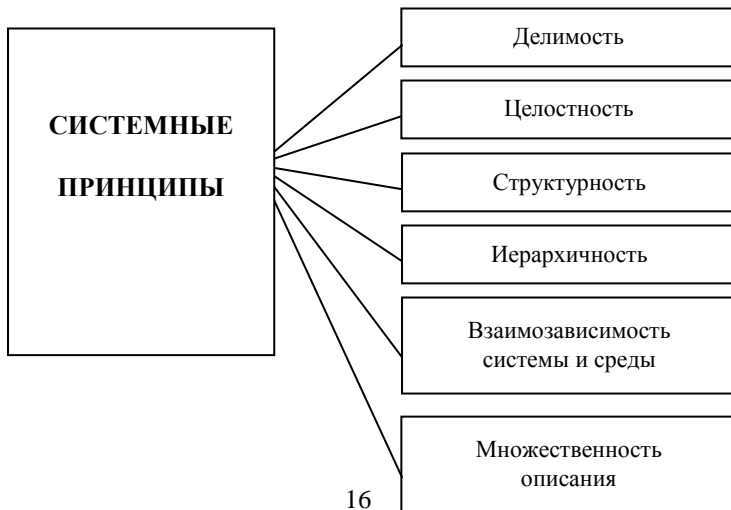 СИСТЕМНЫЕ
ПРИНЦИПЫ
Делимость
Целостность
Структурность
Иерархичность
Взаимозависимость
системы и среды
Множественность
описания
16